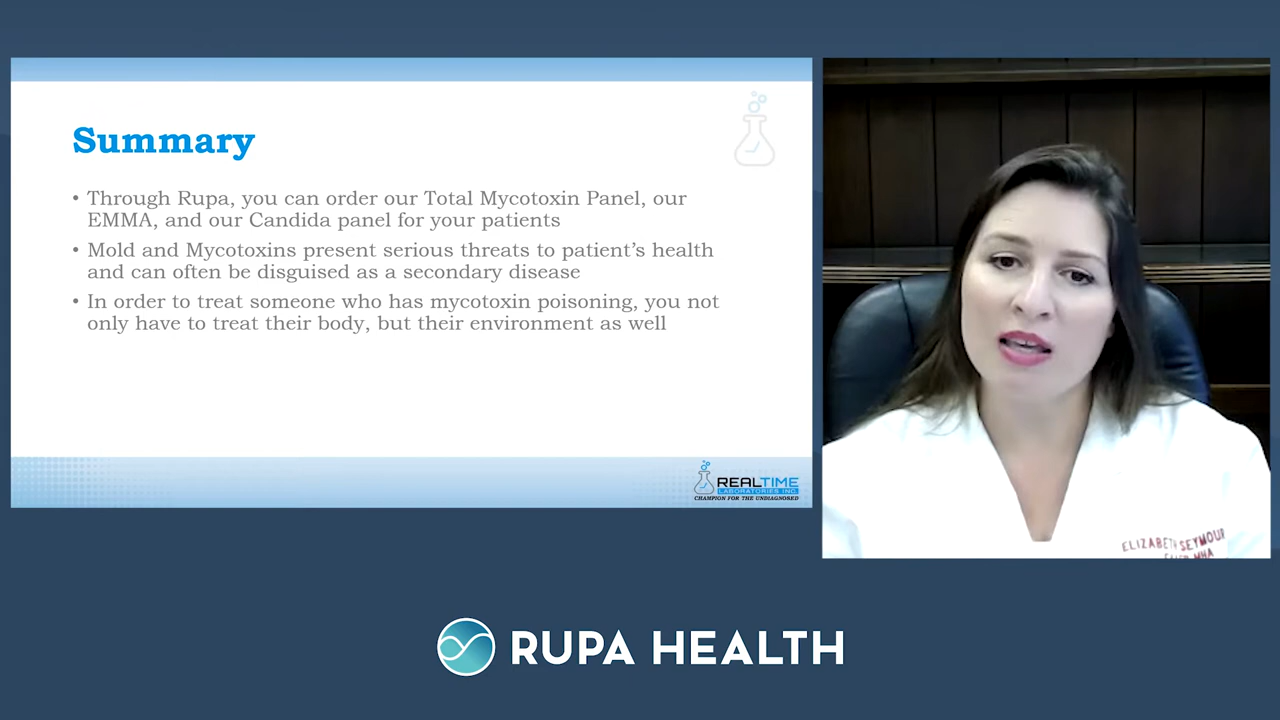 Summary
• Through Rupa, you can order our Total Mycotoxin Panel, our
EMMA, and our Candida panel for your patients
• Mold and Mycotoxins present serious threats to patient’s health
and can often be disguised as a secondary disease
• In order to treat someone who has mycotoxin poisoning, you not
only have to treat their body, but their environment as well
REALTIME
LABORATORIES INC.
CHAMPION FOR THE UNDIAGNOSED
ELIZABETH SEYMOUR
MHA
RUPA HEALTH